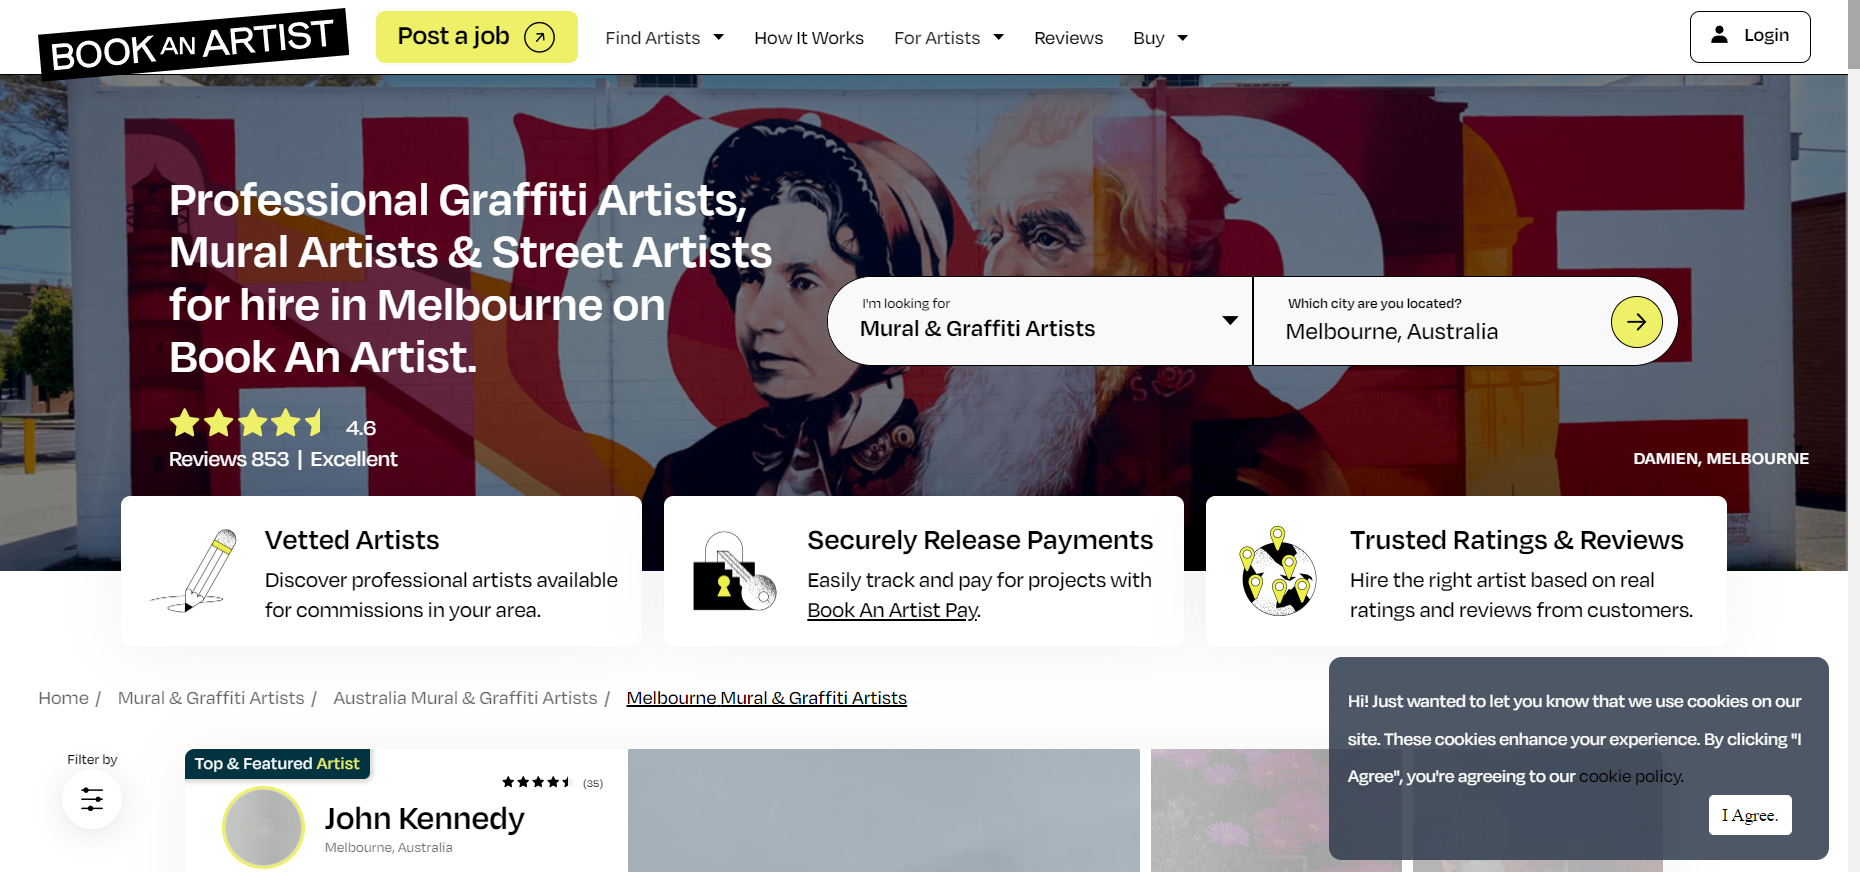 BOOK AN ARTIST
Post a job
Find Artists
How It Works
For Artists
Reviews
Buy
Login
Professional Graffiti Artists,
Mural Artists & Street Artists
for hire in Melbourne on
Book An Artist.
4.6
Reviews 853 | Excellent
I'm looking for
Mural & Graffiti Artists
Which city are you located?
Melbourne, Australia
HOPE
DAMIEN, MELBOURNE
Vetted Artists
Discover professional artists available
for commissions in your area.
Securely Release Payments
Easily track and pay for projects with
Book An Artist Pay.
Trusted Ratings & Reviews
Hire the right artist based on real
ratings and reviews from customers.
Home / Mural & Graffiti Artists / Australia Mural & Graffiti Artists / Melbourne Mural & Graffiti Artists
Filter by
Top & Featured Artist
(35)
John Kennedy
Melbourne, Australia
Hi! Just wanted to let you know that we use cookies on our
site. These cookies enhance your experience. By clicking "I
Agree", you're agreeing to our cookie policy.
I Agree.